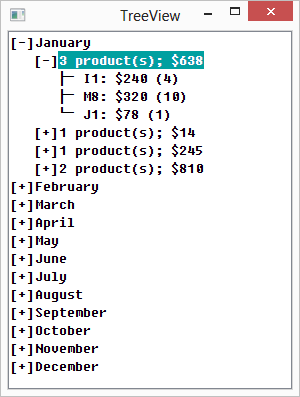 TreeView
[-]January
[-]3 product(s); $638
I1: $240 (4)
M8: $320 (10)
J1: $78 (1)
[+]1 product(s); $14
[+]1 product(s); $245
[+]2 product(s); $810
[+]February
[+]March
[+]April
[+]May
[+]June
[+]July
[+]August
[+]September
[+]October
[+]November
[+]December